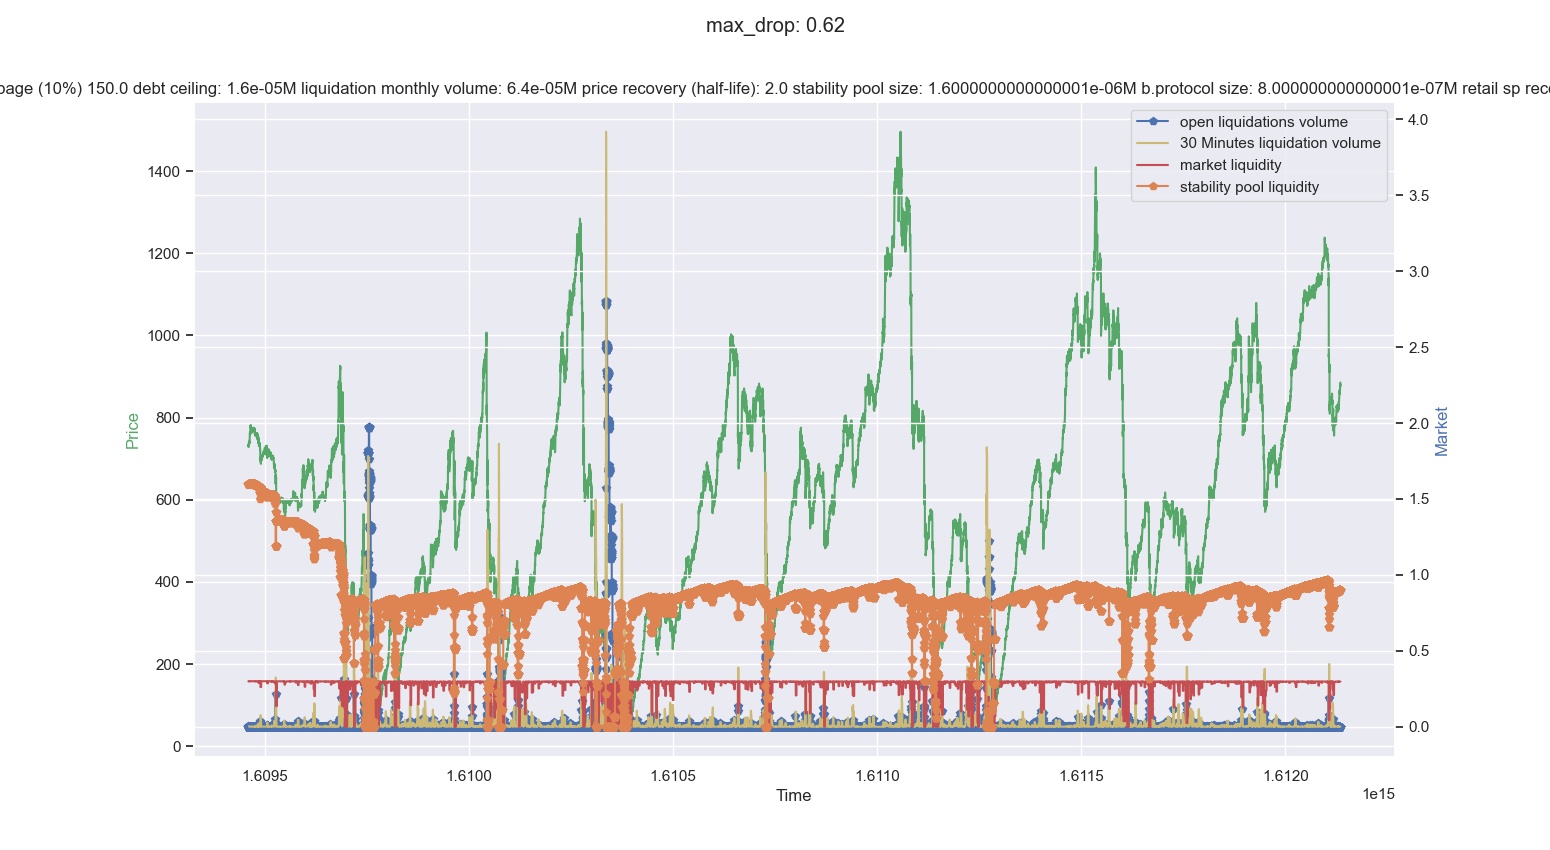 max_drop: 0.62
page (10%) 150.0 debt ceiling: 1.6e-05M liquidation monthly volume: 6.4e-05M price recovery (half-life): 2.0 stability pool size: 1.6000000000000001e-06M b.protocol size: 8.000000000000001e-07M retail sp reco
open liquidations volume
30 Minutes liquidation volume
market liquidity
stability pool liquidity
1400
1200
1000
800
600
400
200
0
Price
4.0
3.5
3.0
2.5
2.0
1.5
1.0
0.5
0.0
Market
1.6095 1.6100 1.6105 1.6110 1.6115 1.6120
1e15
Time